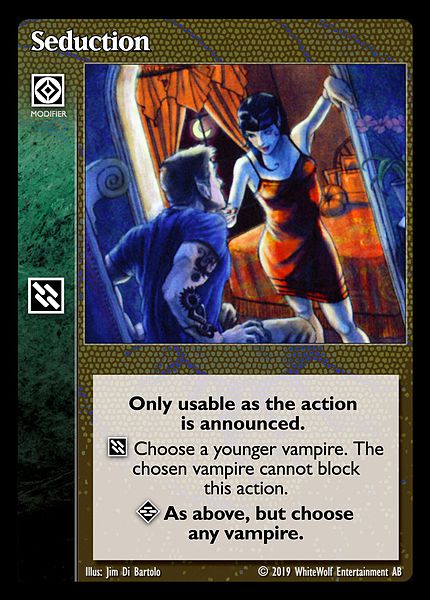 Seduction
MODIFIER
Only usable as the action
is announced.
Choose a younger vampire. The
chosen vampire cannot block
this action.
As above, but choose
any vampire.
Illus: Jim Di Bartolo © 2019 WhiteWolf Entertainment AB